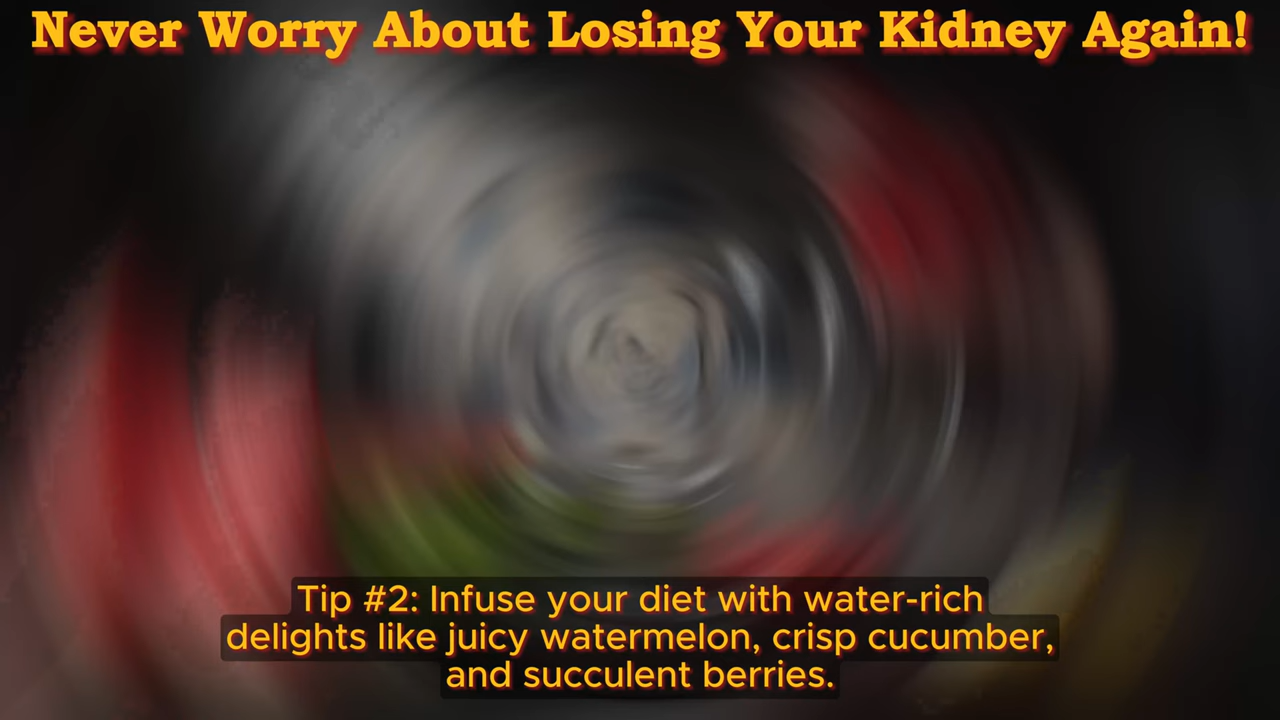 Never Worry About Losing Your Kidney Again!
Tip #2: Infuse your diet with water-rich
delights like juicy watermelon, crisp cucumber,
and succulent berries.